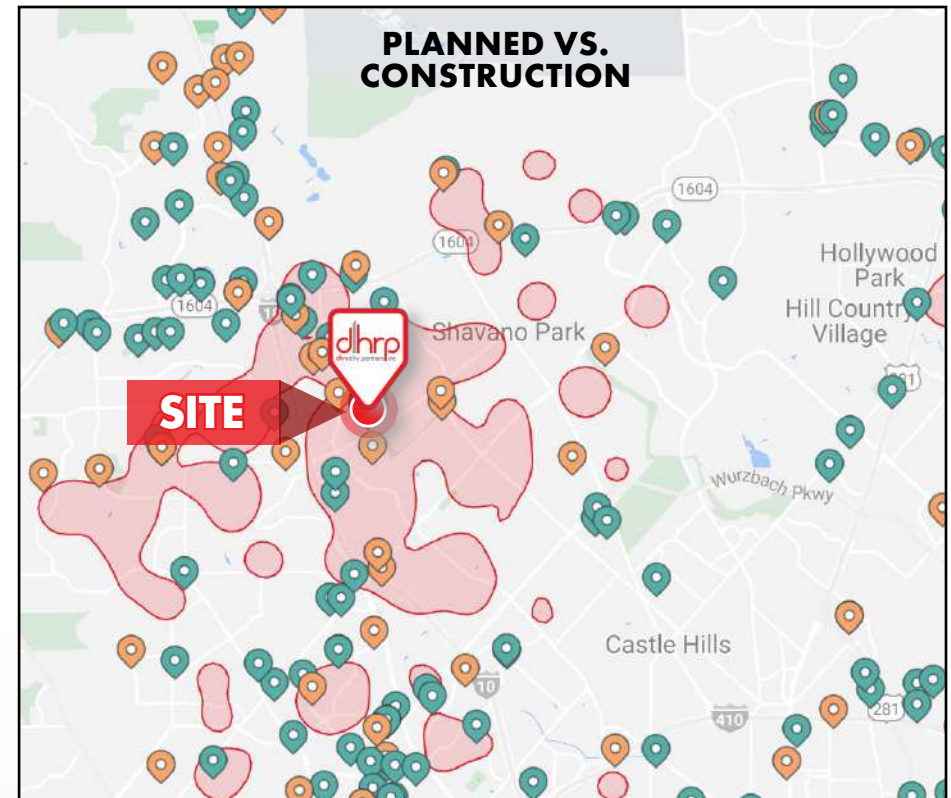 PLANNED VS.
CONSTRUCTION
1604
1604
Hollywood
Park
1604
Hill Country
Village
Shavano Park
dhrp
SITE
Wurzbach Pkwy
Castle Hills
10
281
410